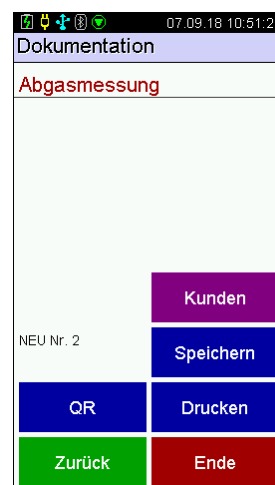 07.09.18 10:51:2
Dokumentation
Abgasmessung
Kunden
NEU Nr. 2
Speichern
QR
Drucken
Zurück
Ende